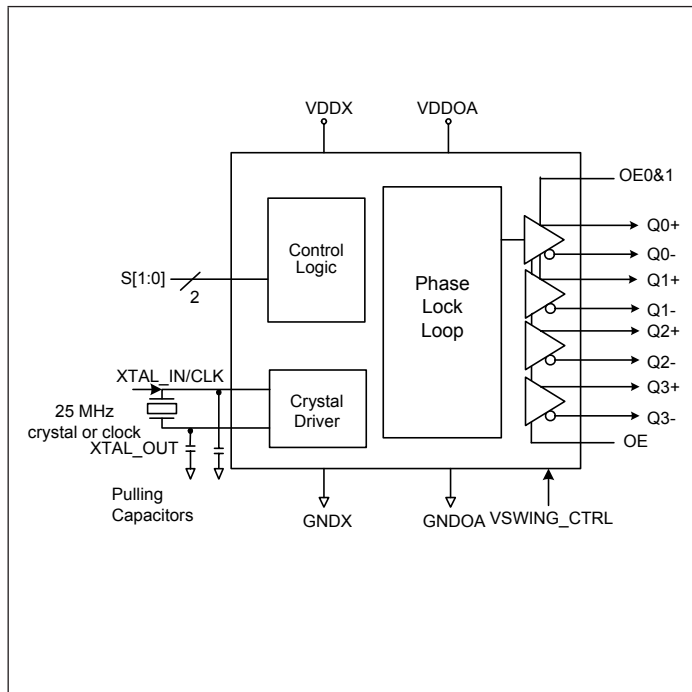 VDDX
VDDOA
OE0&1
Q0+
Q0-
Q1+
Q1-
Q2+
Q2-
Q3+
Q3-
OE
Control
Logic
S[1:0]
2
Phase
Lock
Loop
XTAL_IN/CLK
25 MHz
crystal or clock
XTAL_OUT
Crystal
Driver
Pulling
Capacitors
GNDX
GNDOA
VSWING_CTRL